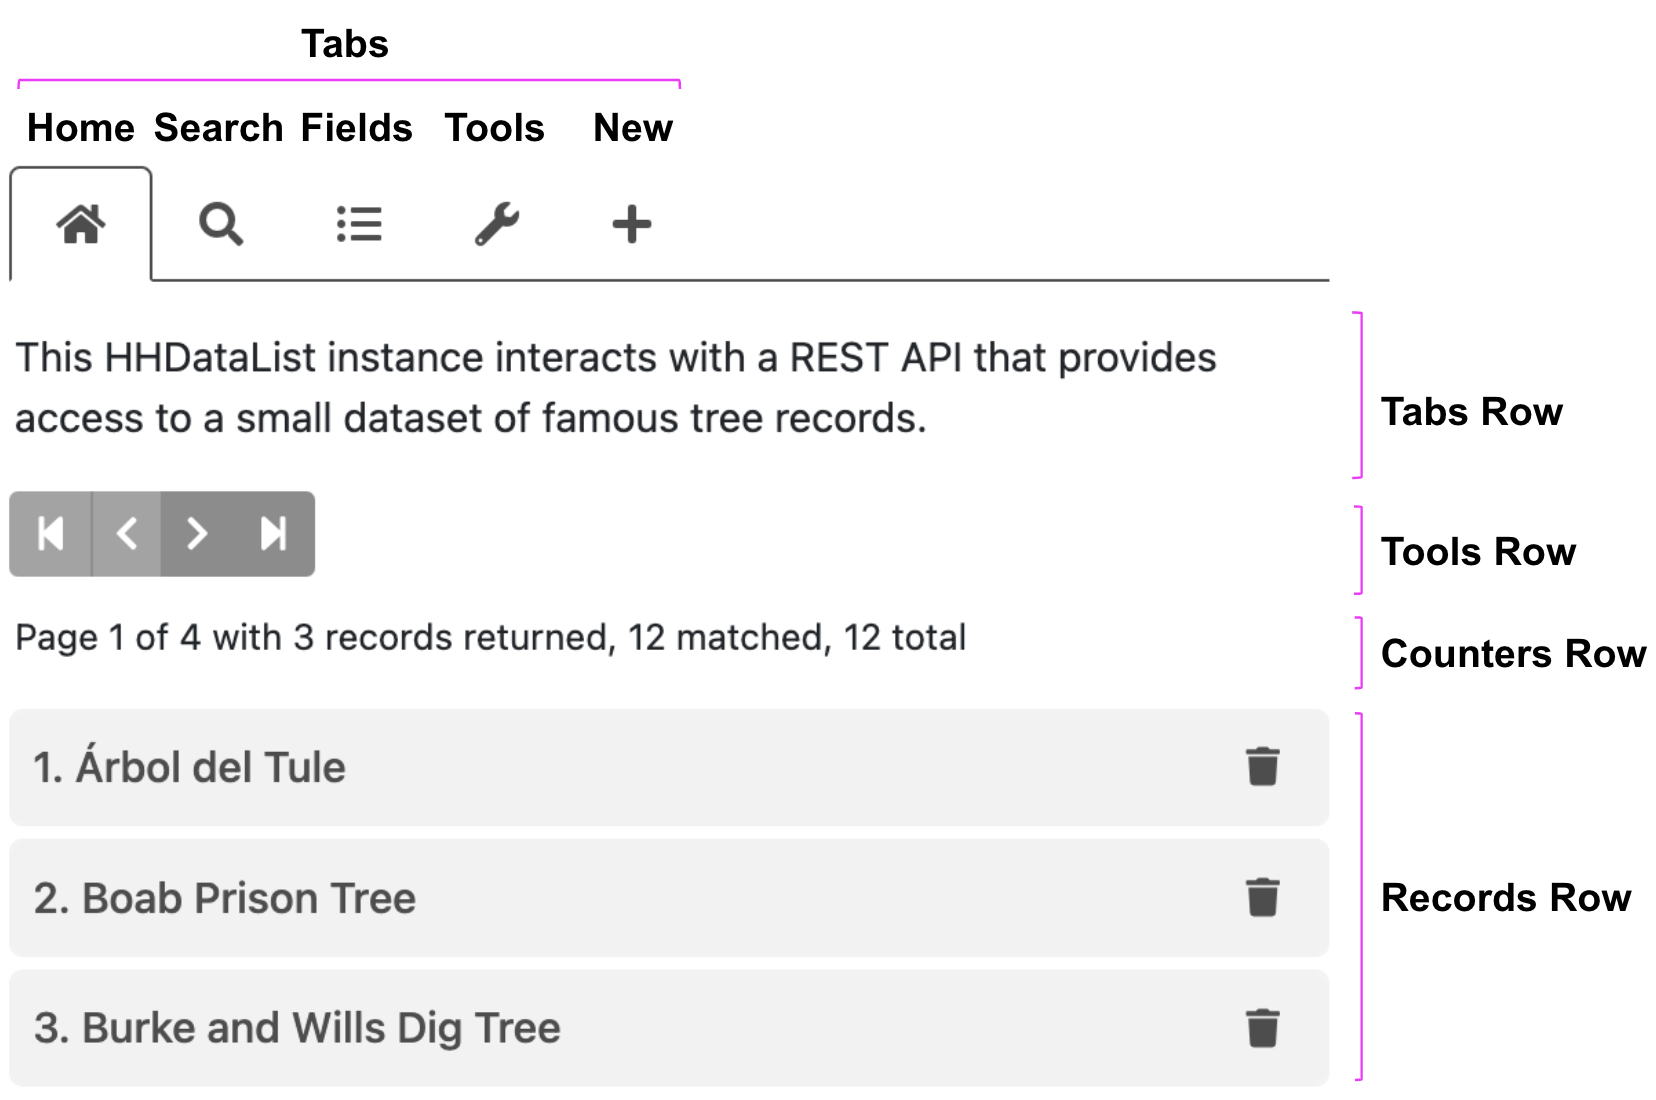 Tabs
Home Search Fields Tools New
This HHDataList instance interacts with a REST API that provides
access to a small dataset of famous tree records.
Tabs Row
Tools Row
Page 1 of 4 with 3 records returned, 12 matched, 12 total
Counters Row
1. Árbol del Tule
2. Boab Prison Tree
Records Row
3. Burke and Wills Dig Tree